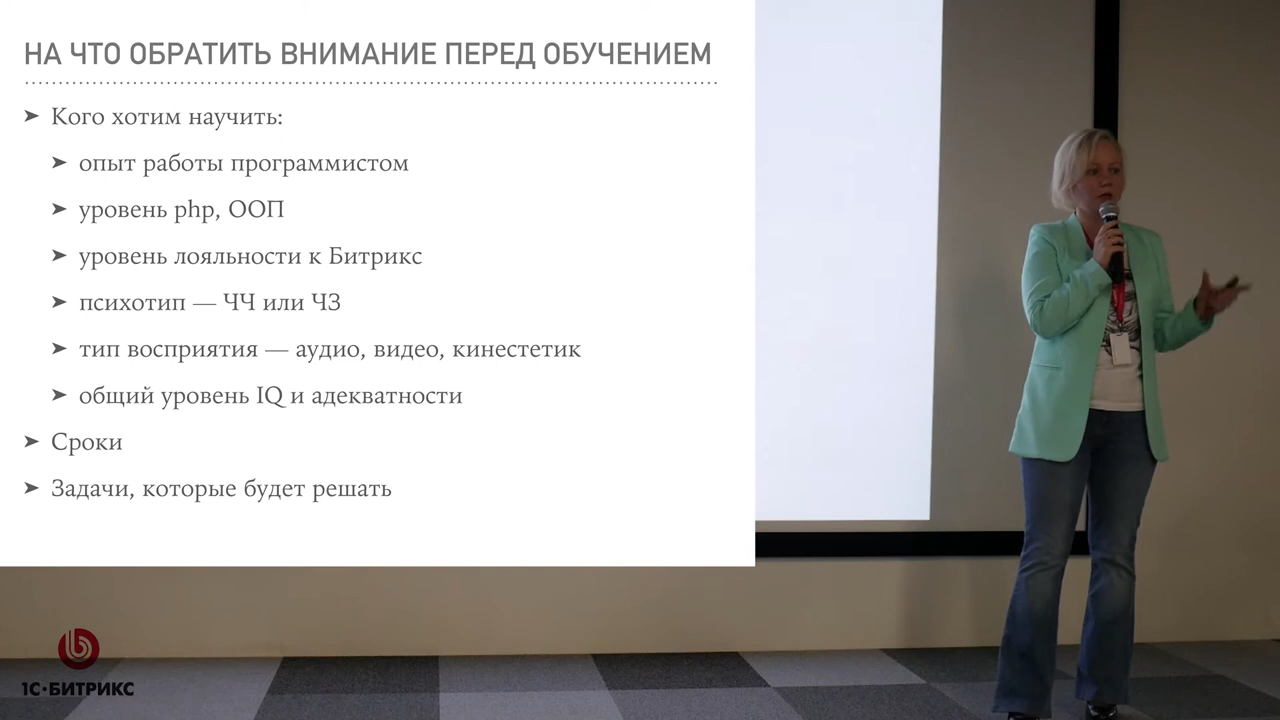 НА ЧТО ОБРАТИТЬ ВНИМАНИЕ ПЕРЕД ОБУЧЕНИЕМ
➤ Кого хотим научить:
➤ опыт работы программистом
➤ уровень php, ООП
➤ уровень лояльности к Битрикс
➤ психотип — ЧЧ или ЧЗ
➤ тип восприятия — аудио, видео, кинестетик
➤ общий уровень IQ и адекватности
➤ Сроки
➤ Задачи, которые будет решать
1С·БИТРИКС